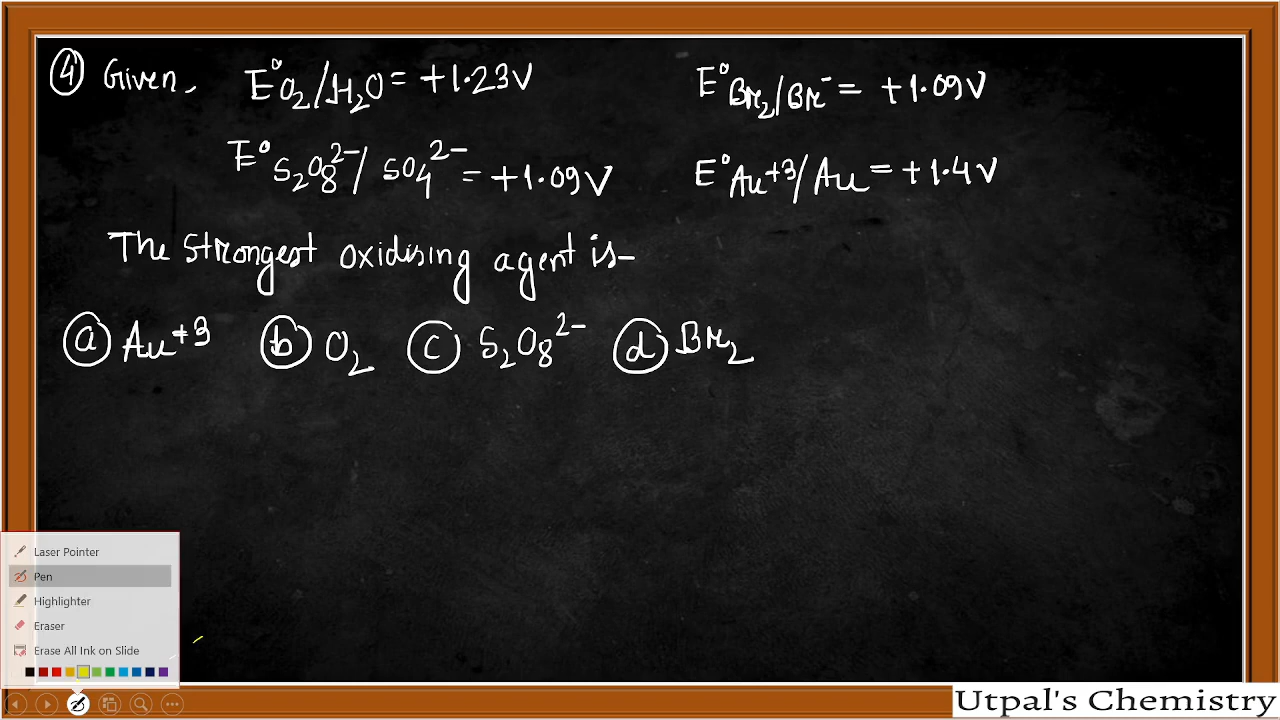 ④ Given, E°O₂/H₂O = +1.23V E°Br₂/Br⁻ = +1.09V
E°S₂O₈²⁻/SO₄²⁻ = +1.09V E°Au⁺³/Au = +1.4V
The strongest oxidising agent is-
ⓐ Au⁺³ ⓑ O₂ ⓒ S₂O₈²⁻ ⓓ Br₂
Laser Pointer
Pen
Highlighter
Eraser
Erase All Ink on Slide
Utpal's Chemistry